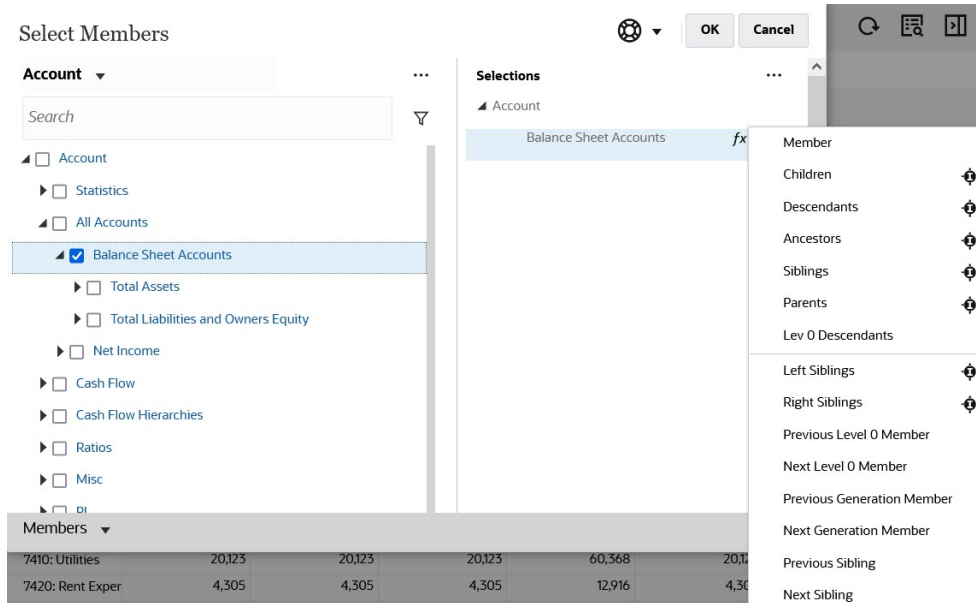 Select Members
OK
Cancel
Account
Search
Account
Statistics
All Accounts
Balance Sheet Accounts
Total Assets
Total Liabilities and Owners Equity
Net Income
Cash Flow
Cash Flow Hierarchies
Ratios
Misc
Members
Selections
Account
Balance Sheet Accounts fx
Member
Children
Descendants
Ancestors
Siblings
Parents
Lev 0 Descendants
Left Siblings
Right Siblings
Previous Level 0 Member
Next Level 0 Member
Previous Generation Member
Next Generation Member
Previous Sibling
Next Sibling
7410: Utilities 20,123 20,123 20,123 60,368
7420: Rent Exper 4,305 4,305 4,305 12,916